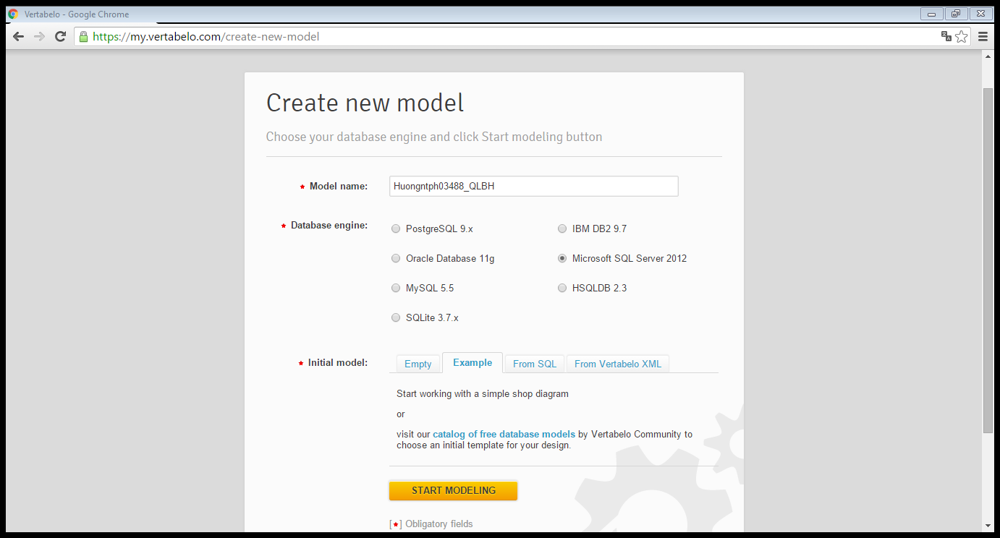 Vertabelo - Google Chrome
https://my.vertabelo.com/create-new-model
Create new model
Choose your database engine and click Start modeling button
★ Model name:
Huongntph03488_QLBH
★ Database engine:
PostgreSQL 9.x
IBM DB2 9.7
Oracle Database 11g
Microsoft SQL Server 2012
MySQL 5.5
HSQLDB 2.3
SQLite 3.7.x
★ Initial model:
Empty
Example
From SQL
From Vertabelo XML
Start working with a simple shop diagram
or
visit our catalog of free database models by Vertabelo Community to
choose an initial template for your design.
START MODELING
[★] Obligatory fields